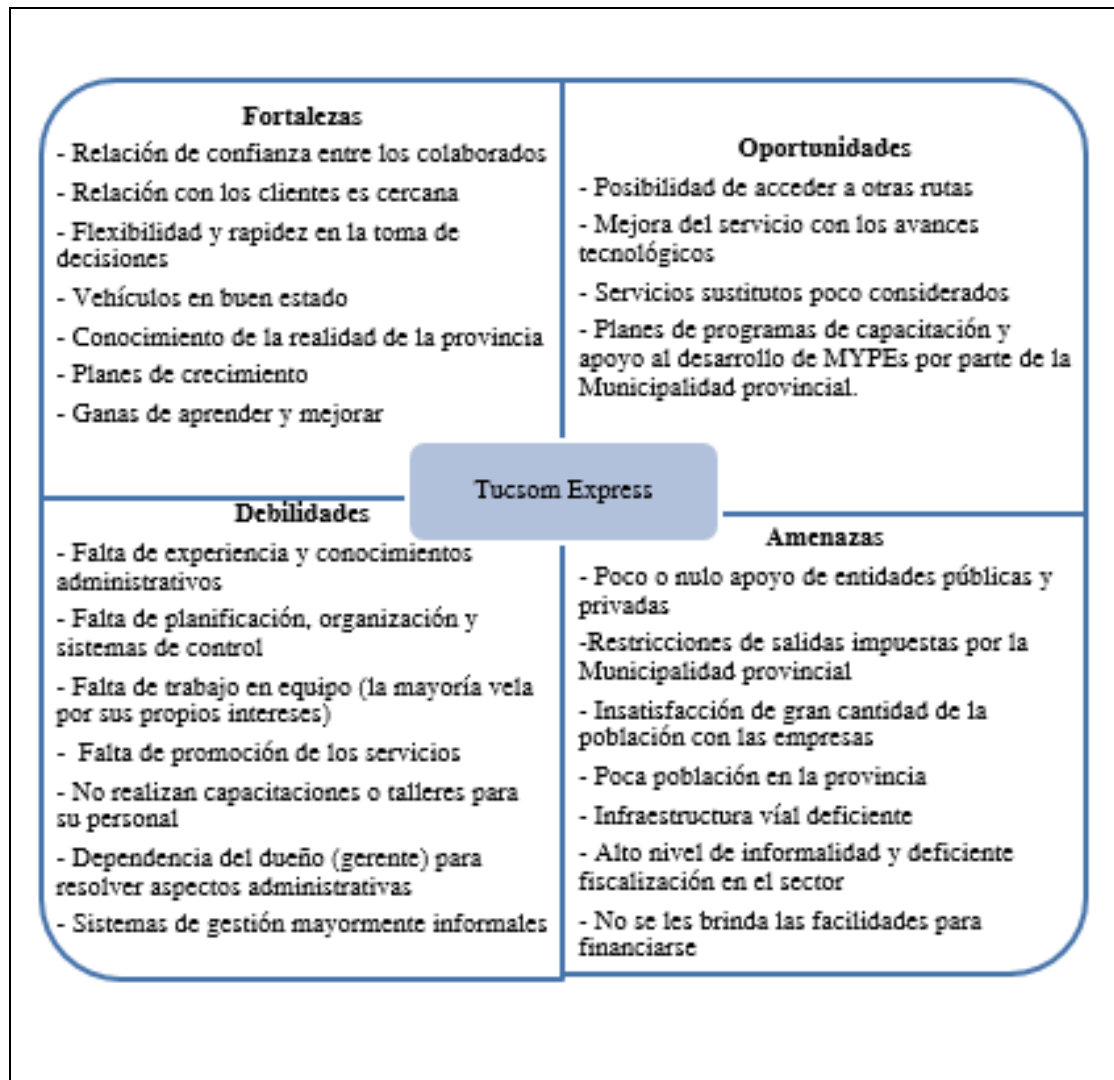 Fortalezas
- Relación de confianza entre los colaborados
- Relación con los clientes es cercana
- Flexibilidad y rapidez en la toma de
decisiones
- Vehículos en buen estado
- Conocimiento de la realidad de la provincia
- Planes de crecimiento
- Ganas de aprender y mejorar
Oportunidades
- Posibilidad de acceder a otras rutas
- Mejora del servicio con los avances
tecnológicos
- Servicios sustitutos poco considerados
- Planes de programas de capacitación y
apoyo al desarrollo de MYPEs por parte de la
Municipalidad provincial.
Tucsom Express
Debilidades
- Falta de experiencia y conocimientos
administrativos
- Falta de planificación, organización y
sistemas de control
- Falta de trabajo en equipo (la mayoría vela
por sus propios intereses)
- Falta de promoción de los servicios
- No realizan capacitaciones o talleres para
su personal
- Dependencia del dueño (gerente) para
resolver aspectos administrativas
- Sistemas de gestión mayormente informales
Amenazas
- Poco o nulo apoyo de entidades públicas y
privadas
-Restricciones de salidas impuestas por la
Municipalidad provincial
- Insatisfacción de gran cantidad de la
población con las empresas
- Poca población en la provincia
- Infraestructura víal deficiente
- Alto nivel de informalidad y deficiente
fiscalización en el sector
- No se les brinda las facilidades para
financiarse